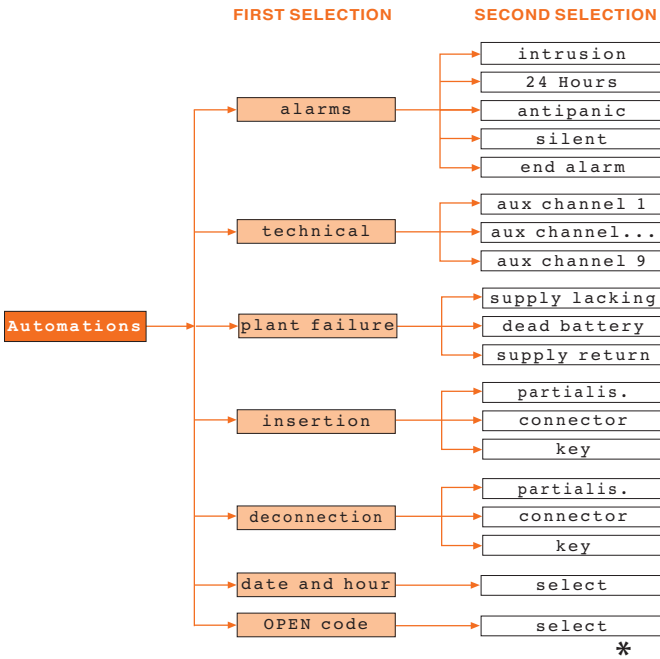 FIRST SELECTION
SECOND SELECTION
Automations
alarms
intrusion
24 Hours
antipanic
silent
end alarm
technical
aux channel 1
aux channel...
aux channel 9
plant failure
supply lacking
dead battery
supply return
insertion
partialis.
connector
key
deconnection
partialis.
connector
key
date and hour
select
OPEN code
select
*